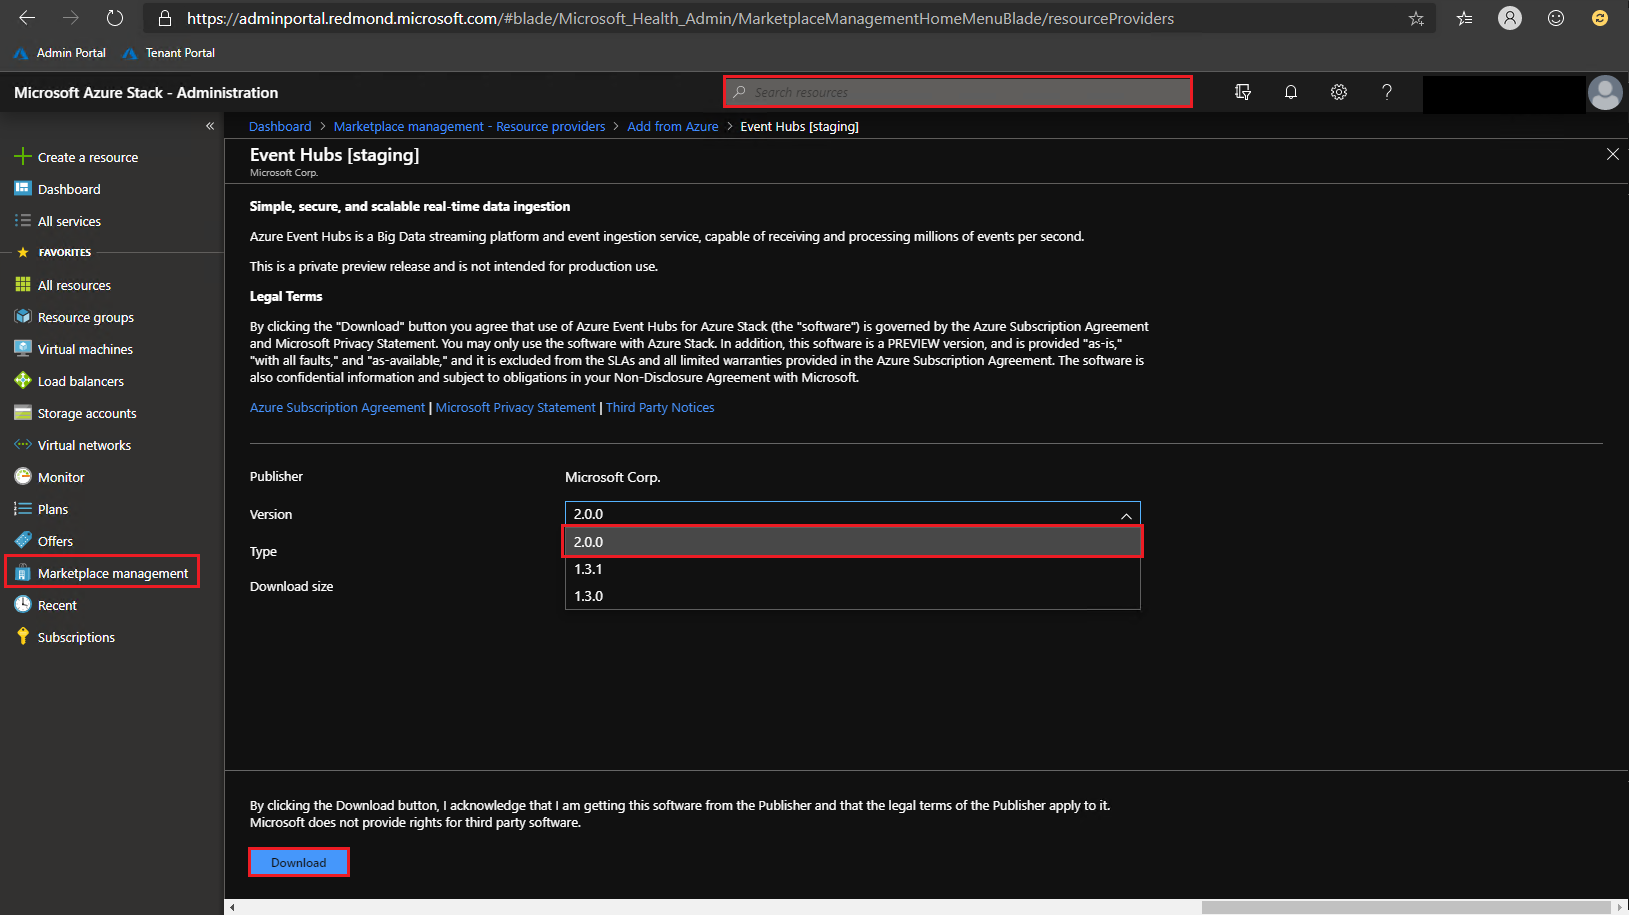 https://adminportal.redmond.microsoft.com/#blade/Microsoft_Health_Admin/MarketplaceManagementHomeMenuBlade/resourceProviders
Admin Portal
Tenant Portal
Microsoft Azure Stack - Administration
Search resources
Dashboard > Marketplace management - Resource providers > Add from Azure > Event Hubs [staging]
Create a resource
Dashboard
All services
FAVORITES
All resources
Resource groups
Virtual machines
Load balancers
Storage accounts
Virtual networks
Monitor
Plans
Offers
Marketplace management
Recent
Subscriptions
Event Hubs [staging]
Microsoft Corp.
Simple, secure, and scalable real-time data ingestion
Azure Event Hubs is a Big Data streaming platform and event ingestion service, capable of receiving and processing millions of events per second.
This is a private preview release and is not intended for production use.
Legal Terms
By clicking the "Download" button you agree that use of Azure Event Hubs for Azure Stack (the "software") is governed by the Azure Subscription Agreement
and Microsoft Privacy Statement. You may only use the software with Azure Stack. In addition, this software is a PREVIEW version, and is provided "as-is,"
"with all faults," and "as-available," and it is excluded from the SLAs and all limited warranties provided in the Azure Subscription Agreement. The software is
also confidential information and subject to obligations in your Non-Disclosure Agreement with Microsoft.
Azure Subscription Agreement | Microsoft Privacy Statement | Third Party Notices
Publisher
Microsoft Corp.
Version
2.0.0
2.0.0
1.3.1
1.3.0
Type
Download size
By clicking the Download button, I acknowledge that I am getting this software from the Publisher and that the legal terms of the Publisher apply to it.
Microsoft does not provide rights for third party software.
Download